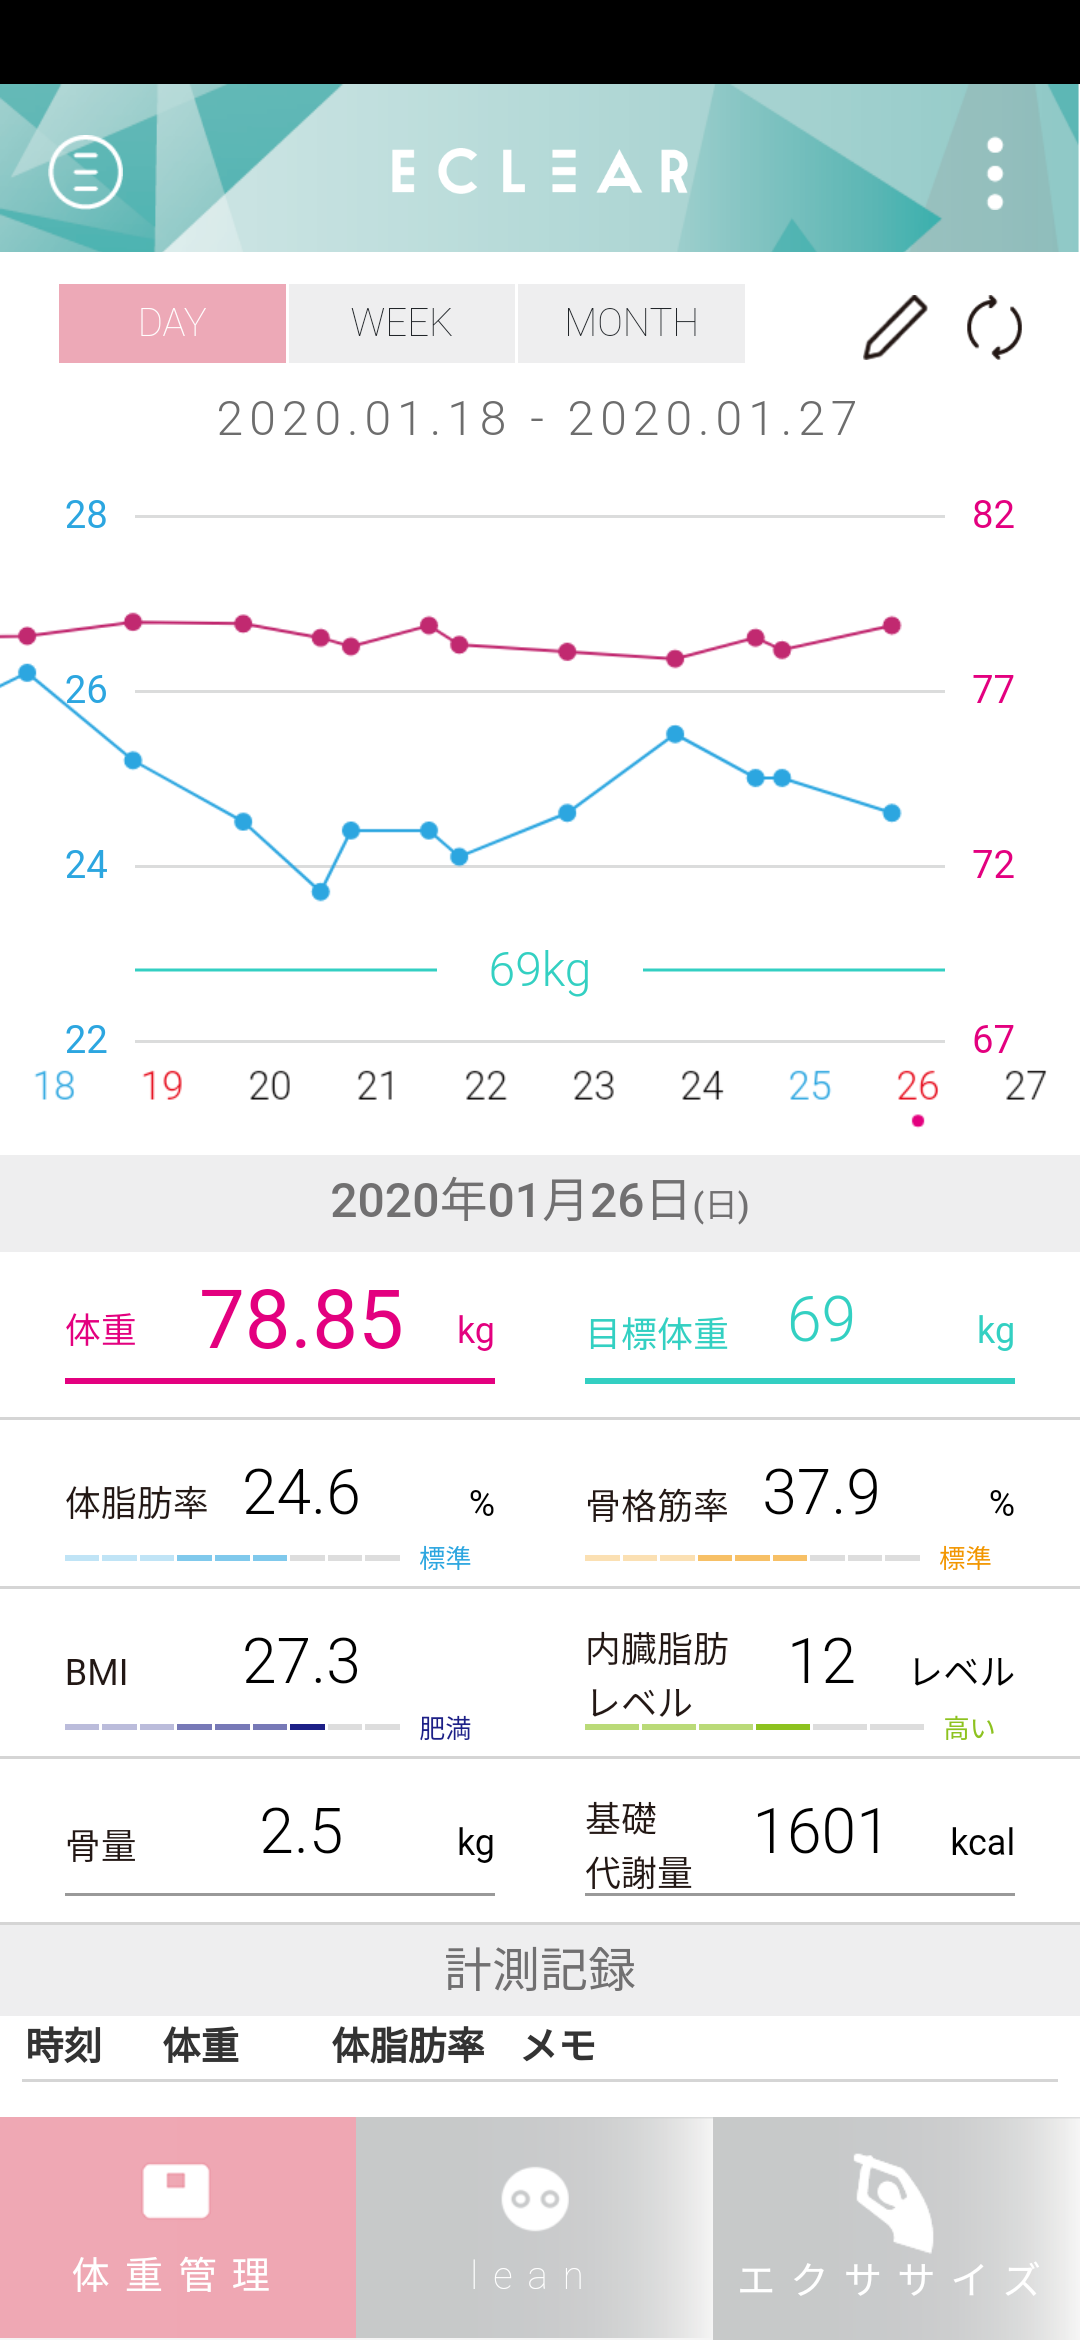 ECLEAR
DAY WEEK MONTH
2020.01.18 - 2020.01.27
28 82
26 77
24 72
69kg
22 67
18 19 20 21 22 23 24 25 26 27
2020年01月26日(日)
体重 78.85 kg 目標体重 69 kg
体脂肪率 24.6 % 骨格筋率 37.9 %
標準 標準
BMI 27.3 内臓脂肪レベル 12 レベル
肥満 高い
骨量 2.5 kg 基礎代謝量 1601 kcal
計測記録
時刻 体重 体脂肪率 メモ
体重管理 lean エクササイズ